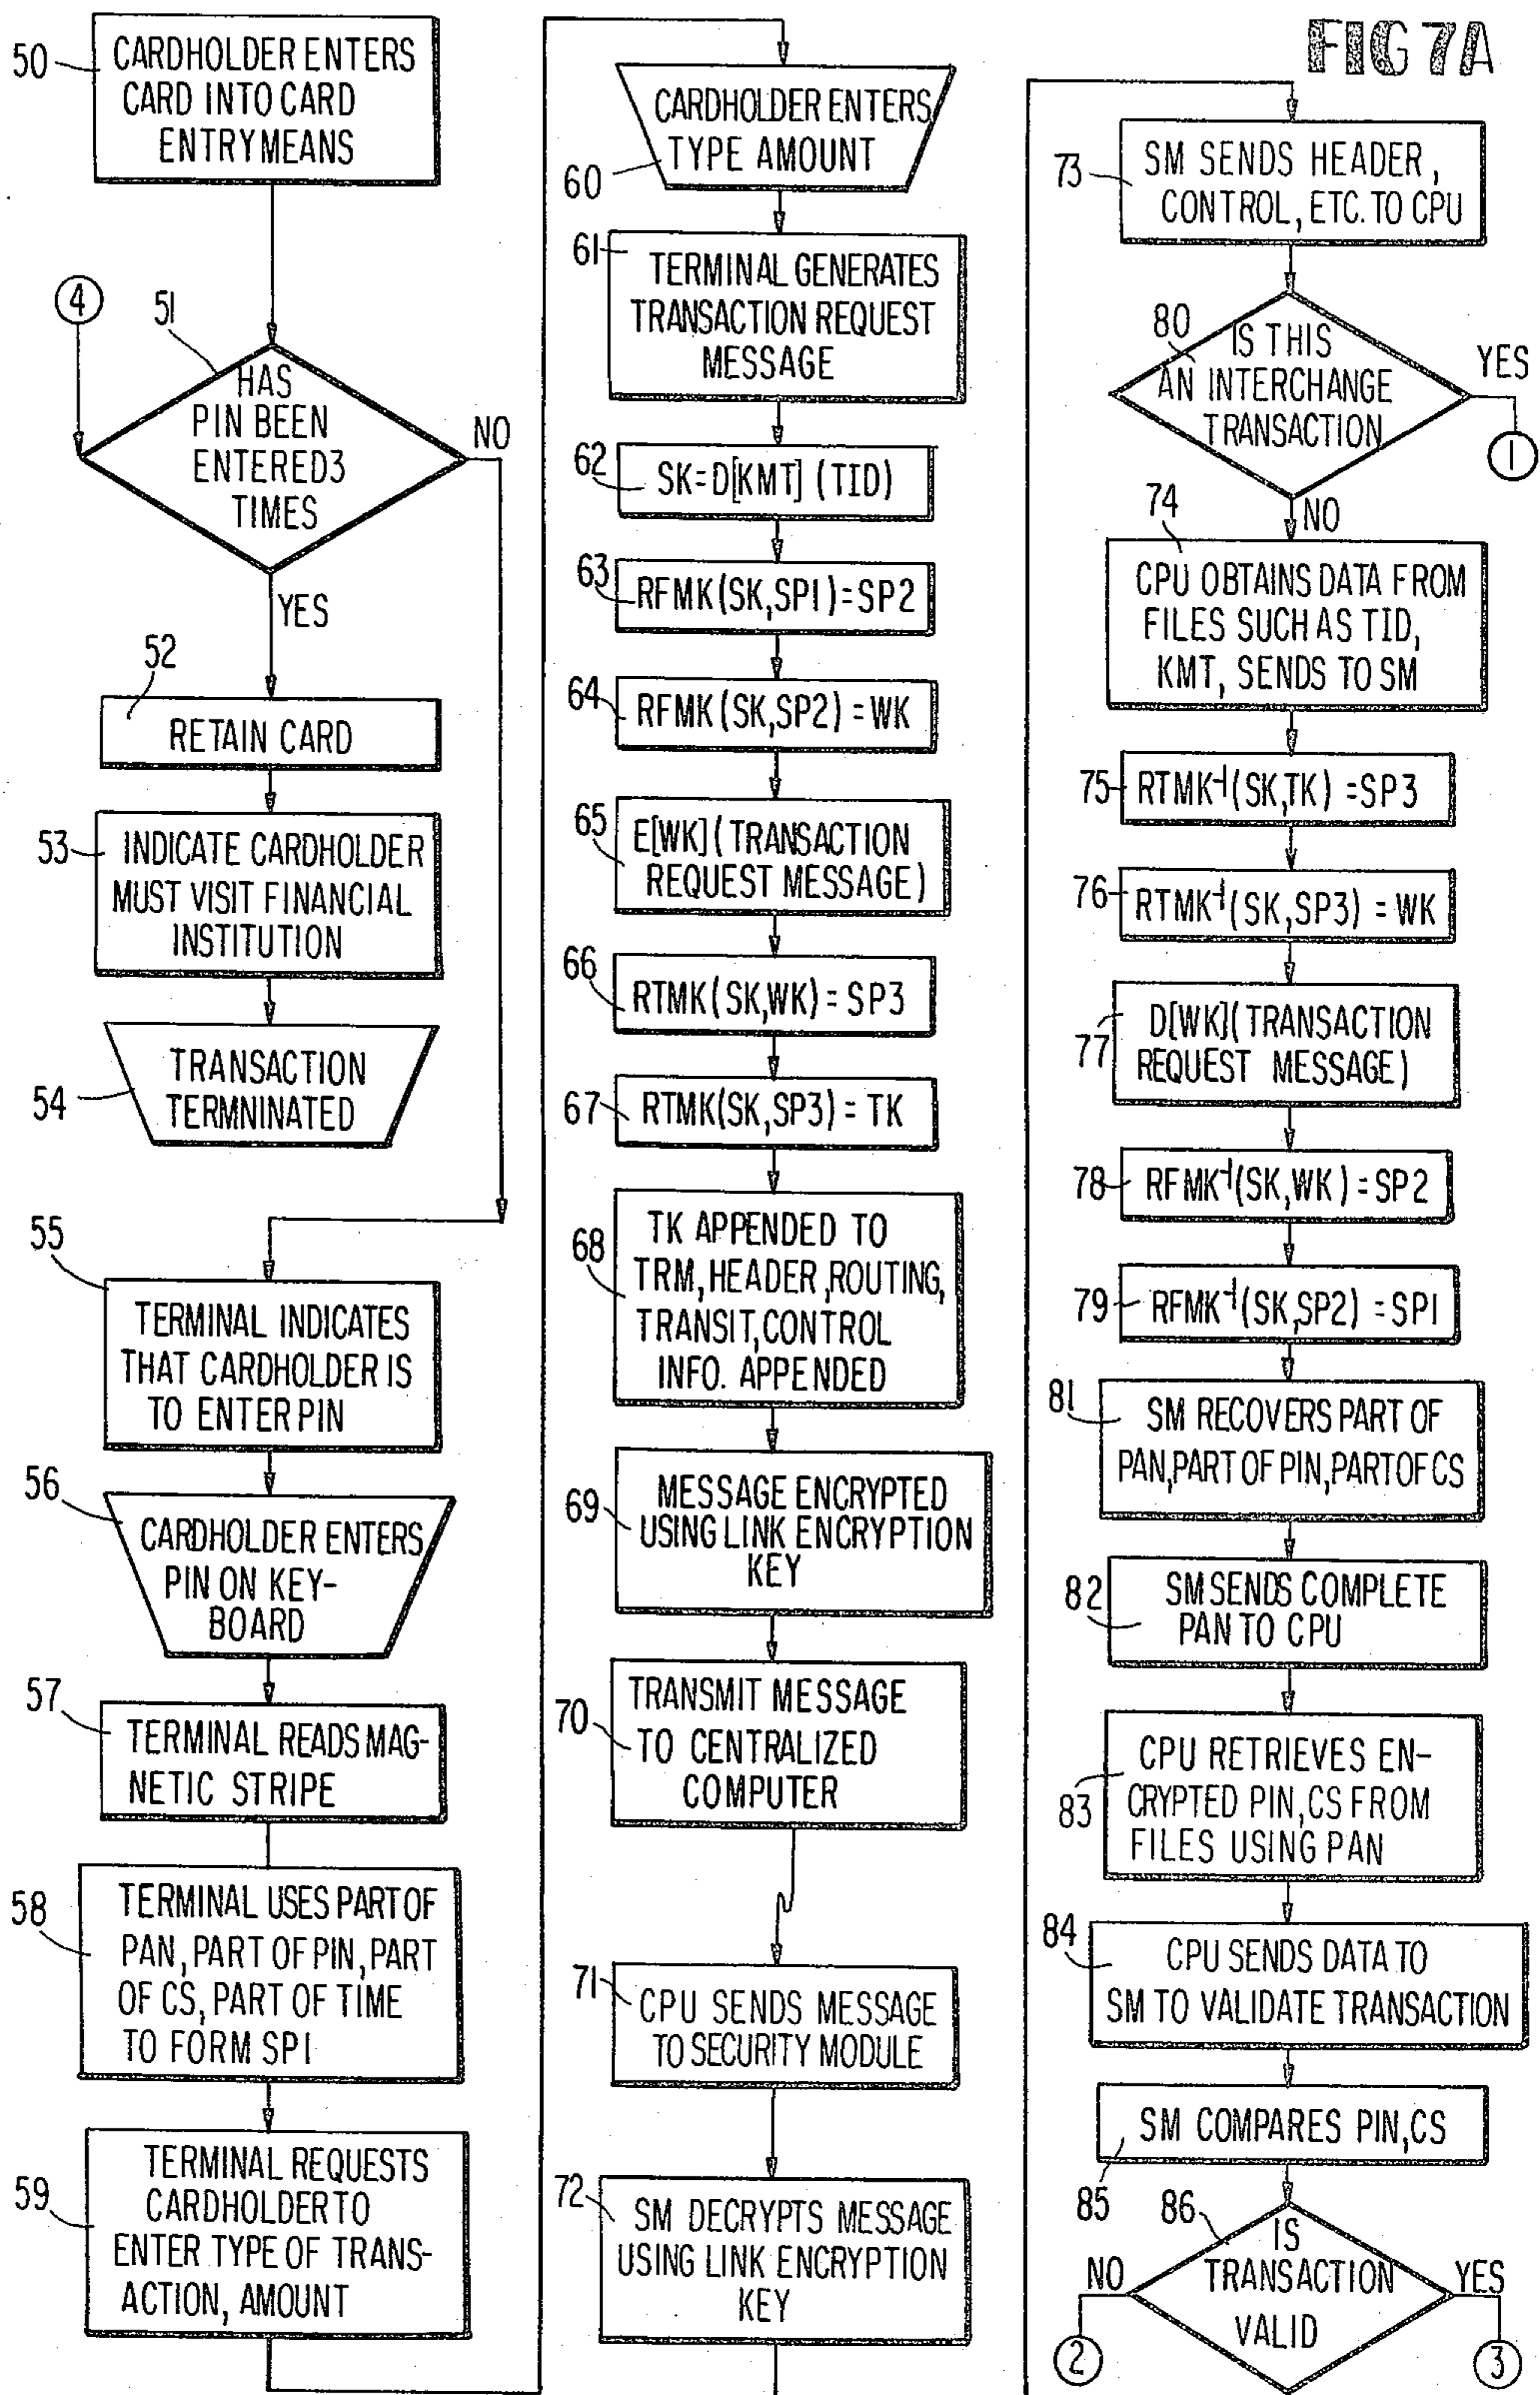 FIG 7A
50
CARDHOLDER ENTERS
CARD INTO CARD
ENTRY MEANS
4
51
HAS
PIN BEEN
ENTERED 3
TIMES
NO
YES
52
RETAIN CARD
53
INDICATE CARDHOLDER
MUST VISIT FINANCIAL
INSTITUTION
54
TRANSACTION
TERMNINATED
55
TERMINAL INDICATES
THAT CARDHOLDER IS
TO ENTER PIN
56
CARDHOLDER ENTERS
PIN ON KEY-
BOARD
57
TERMINAL READS MAG-
NETIC STRIPE
58
TERMINAL USES PART OF
PAN, PART OF PIN, PART
OF CS, PART OF TIME
TO FORM SP1
59
TERMINAL REQUESTS
CARDHOLDER TO
ENTER TYPE OF TRANS-
ACTION, AMOUNT
60
CARDHOLDER ENTERS
TYPE AMOUNT
61
TERMINAL GENERATES
TRANSACTION REQUEST
MESSAGE
62
SK=D[KMT] (TID)
63
RFMK(SK,SP1)=SP2
64
RFMK(SK,SP2)=WK
65
E[WK](TRANSACTION
REQUEST MESSAGE)
66
RTMK(SK,WK)=SP3
67
RTMK(SK,SP3)=TK
68
TK APPENDED TO
TRM, HEADER, ROUTING,
TRANSIT, CONTROL
INFO. APPENDED
69
MESSAGE ENCRYPTED
USING LINK ENCRYPTION
KEY
70
TRANSMIT MESSAGE
TO CENTRALIZED
COMPUTER
71
CPU SENDS MESSAGE
TO SECURITY MODULE
72
SM DECRYPTS MESSAGE
USING LINK ENCRYPTION
KEY
73
SM SENDS HEADER,
CONTROL, ETC. TO CPU
80
IS THIS
AN INTERCHANGE
TRANSACTION
YES
1
NO
74
CPU OBTAINS DATA FROM
FILES SUCH AS TID,
KMT, SENDS TO SM
75
RTMK⁻¹(SK,TK)=SP3
76
RTMK⁻¹(SK,SP3)=WK
77
D[WK](TRANSACTION
REQUEST MESSAGE)
78
RFMK⁻¹(SK,WK)=SP2
79
RFMK⁻¹(SK,SP2)=SP1
81
SM RECOVERS PART OF
PAN, PART OF PIN, PART OF CS
82
SM SENDS COMPLETE
PAN TO CPU
83
CPU RETRIEVES EN-
CRYPTED PIN, CS FROM
FILES USING PAN
84
CPU SENDS DATA TO
SM TO VALIDATE TRANSACTION
85
SM COMPARES PIN, CS
86
IS
TRANSACTION
VALID
NO
2
YES
3